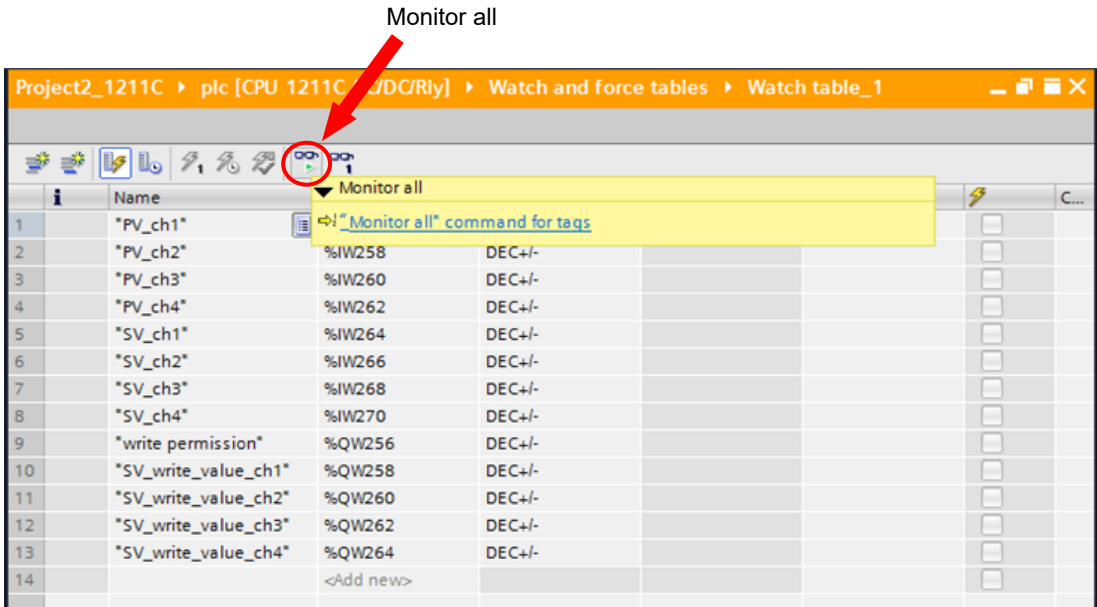 Monitor all
Project2_1211C ▸ plc [CPU 1211C /DC/Rly] ▸ Watch and force tables ▸ Watch table_1
i Name C...
Monitor all
"Monitor all" command for tags
1 "PV_ch1"
2 "PV_ch2" %IW258 DEC+/-
3 "PV_ch3" %IW260 DEC+/-
4 "PV_ch4" %IW262 DEC+/-
5 "SV_ch1" %IW264 DEC+/-
6 "SV_ch2" %IW266 DEC+/-
7 "SV_ch3" %IW268 DEC+/-
8 "SV_ch4" %IW270 DEC+/-
9 "write permission" %QW256 DEC+/-
10 "SV_write_value_ch1" %QW258 DEC+/-
11 "SV_write_value_ch2" %QW260 DEC+/-
12 "SV_write_value_ch3" %QW262 DEC+/-
13 "SV_write_value_ch4" %QW264 DEC+/-
14 <Add new>